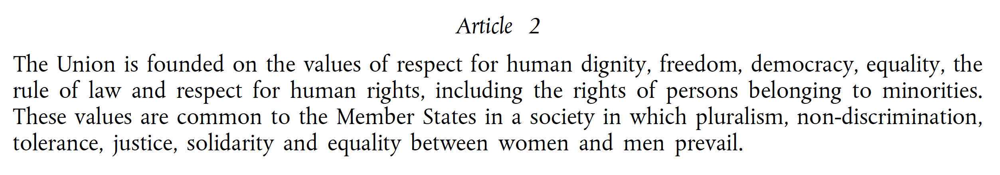 Article 2
The Union is founded on the values of respect for human dignity, freedom, democracy, equality, the
rule of law and respect for human rights, including the rights of persons belonging to minorities.
These values are common to the Member States in a society in which pluralism, non-discrimination,
tolerance, justice, solidarity and equality between women and men prevail.